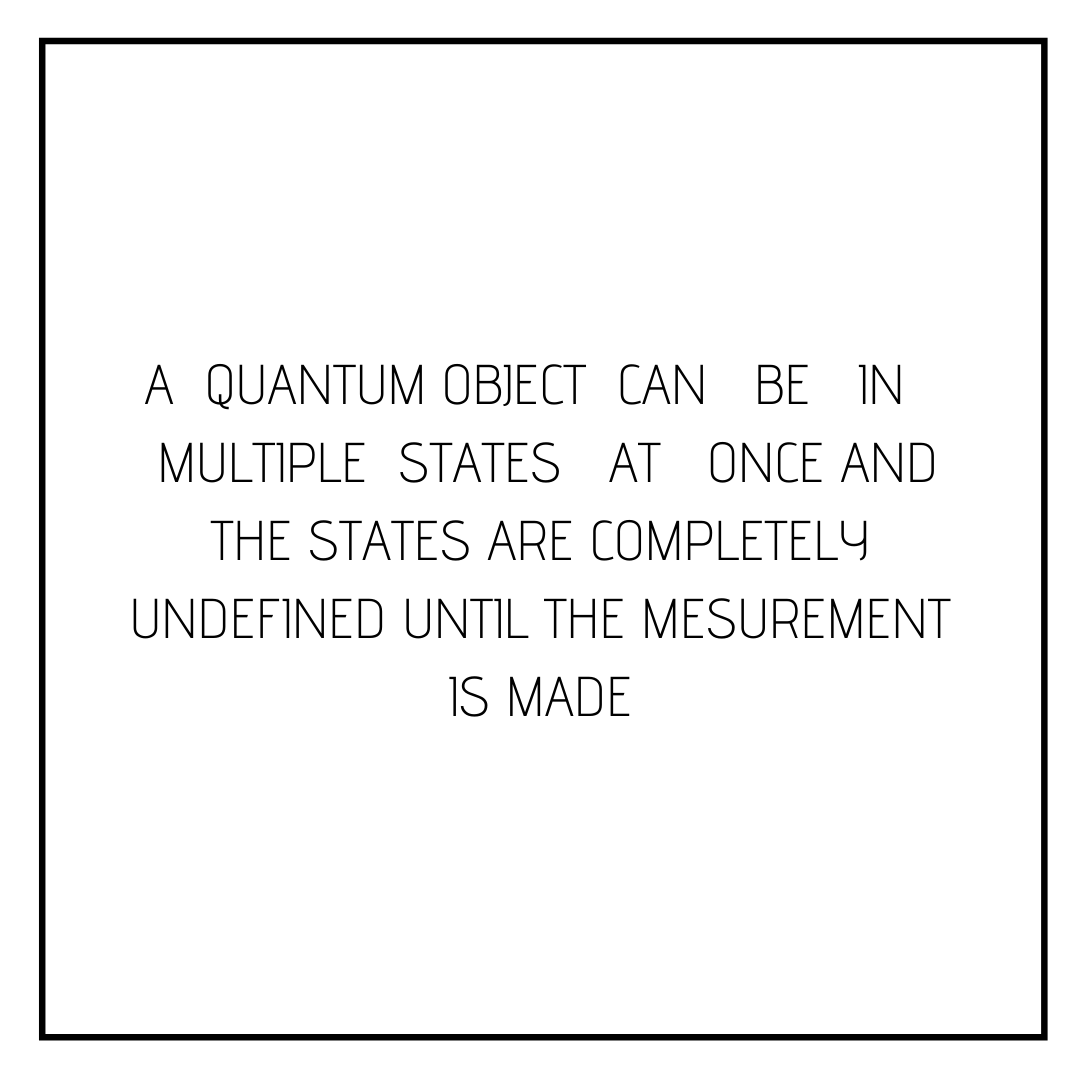 A QUANTUM OBJECT CAN BE IN
MULTIPLE STATES AT ONCE AND
THE STATES ARE COMPLETELY
UNDEFINED UNTIL THE MESUREMENT
IS MADE